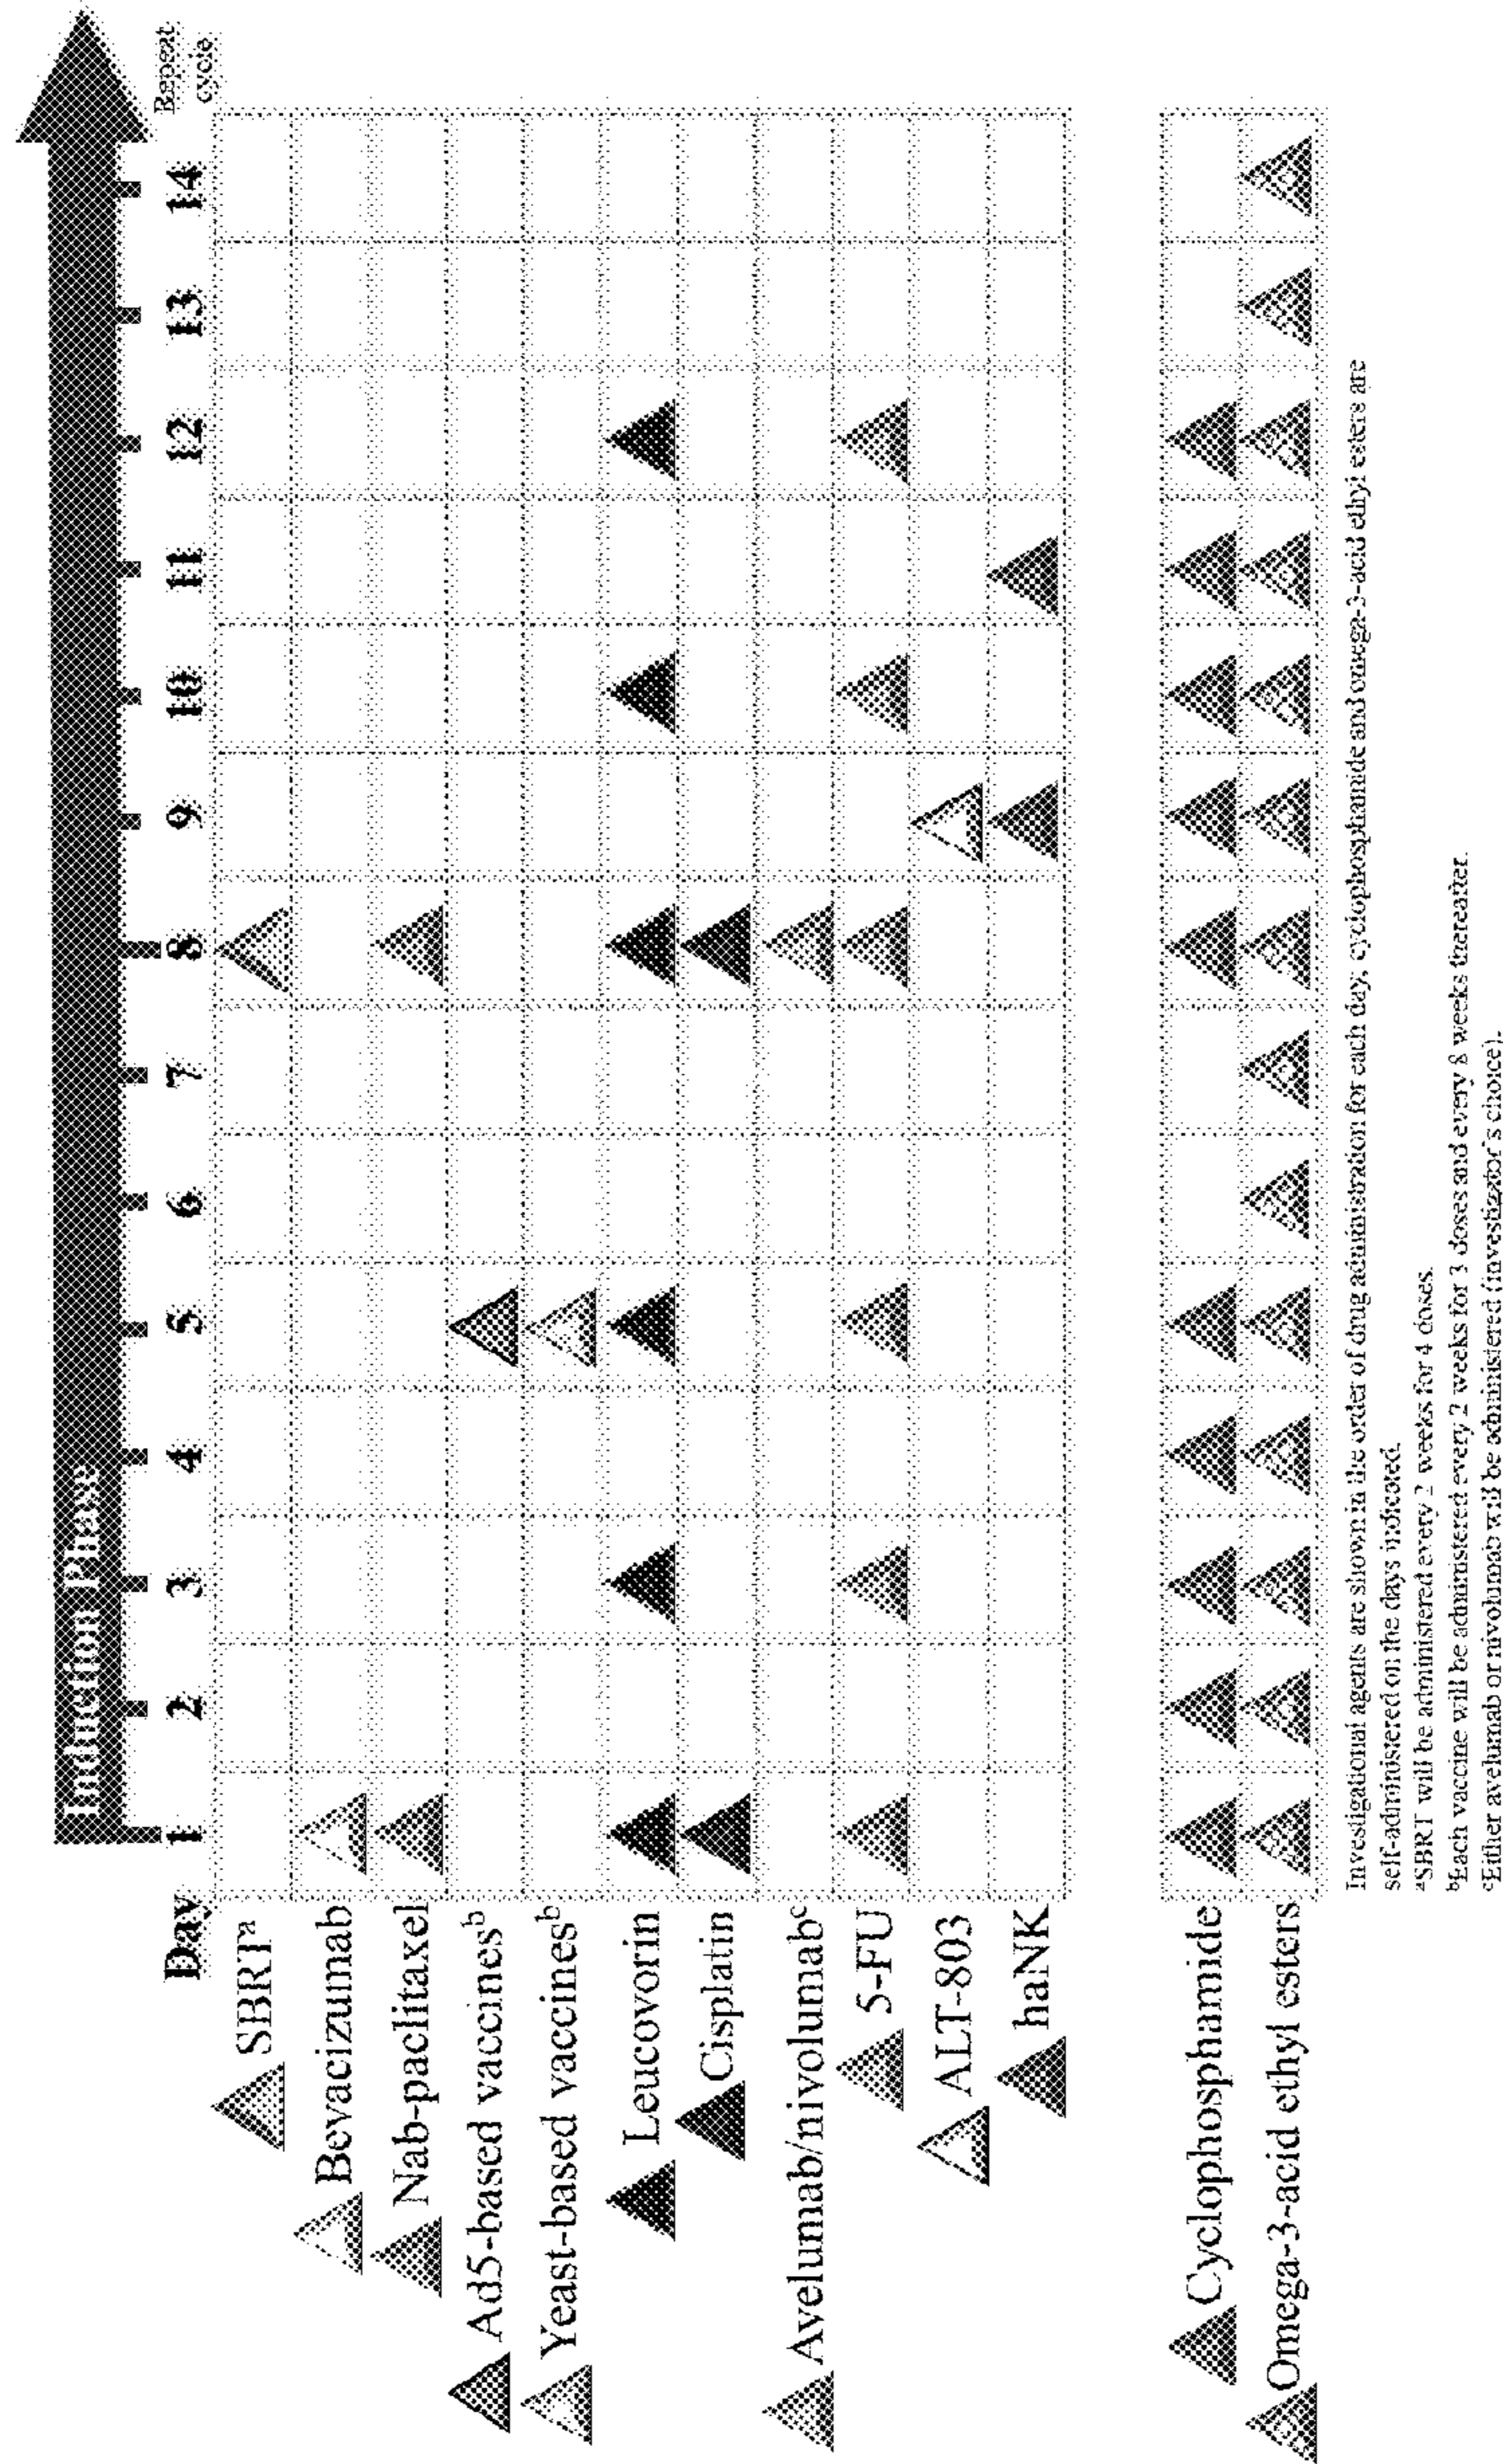 Induction Phase
Day 1 2 3 4 5 6 7 8 9 10 11 12 13 14 Repeat cycle
SBRTᵃ
Bevacizumab
Nab-paclitaxel
Ad5-based vaccinesᵇ
Yeast-based vaccinesᵇ
Leucovorin
Cisplatin
Avelumab/nivolumabᶜ
5-FU
ALT-803
haNK
Cyclophosphamide
Omega-3-acid ethyl esters
Investigational agents are shown in the order of drug administration for each day; cyclophosphamide and omega-3-acid ethyl esters are
self-administered on the days indicated.
ᵃSBRT will be administered every 2 weeks for 4 doses.
ᵇEach vaccine will be administered every 2 weeks for 3 doses and every 8 weeks thereafter.
ᶜEither avelumab or nivolumab will be administered (investigator's choice).